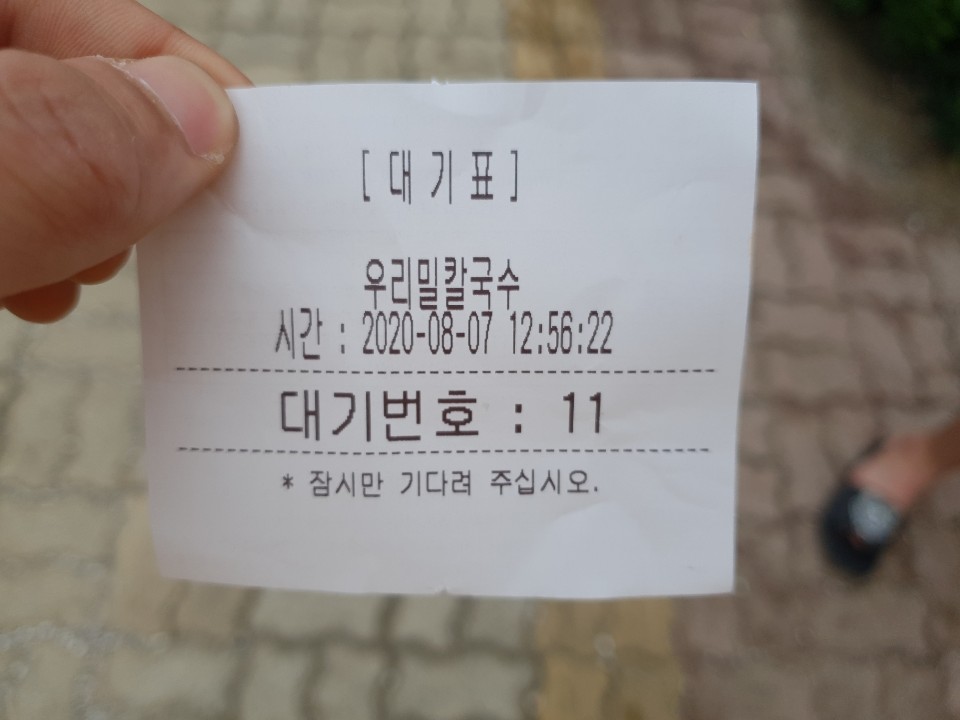 [ 대 기 표 ]
우리밀칼국수
시간 : 2020-08-07 12:56:22
대기번호 : 11
* 잠시만 기다려 주십시오.